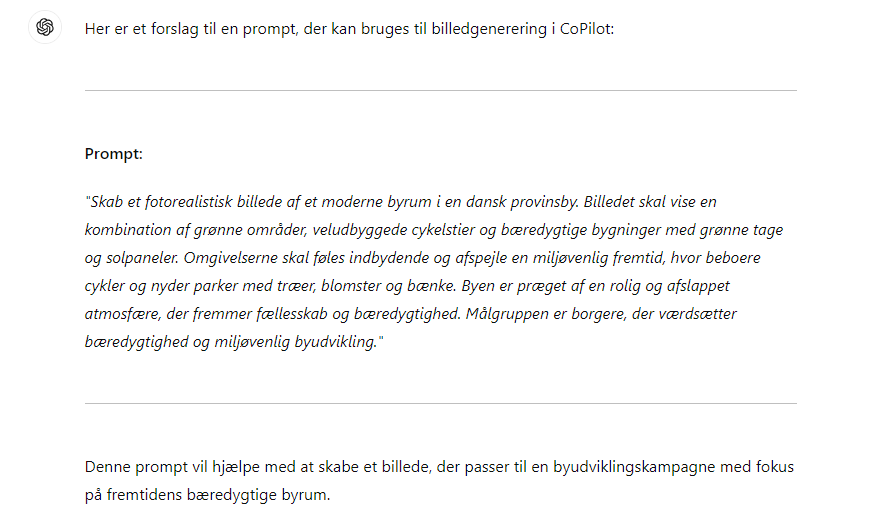 Her er et forslag til en prompt, der kan bruges til billedgenerering i CoPilot:
Prompt:
"Skab et fotorealistisk billede af et moderne byrum i en dansk provinsby. Billedet skal vise en
kombination af grønne områder, veludbyggede cykelstier og bæredygtige bygninger med grønne tage
og solpaneler. Omgivelserne skal føles indbydende og afspejle en miljøvenlig fremtid, hvor beboere
cykler og nyder parker med træer, blomster og bænke. Byen er præget af en rolig og afslappet
atmosfære, der fremmer fællesskab og bæredygtighed. Målgruppen er borgere, der værdsætter
bæredygtighed og miljøvenlig byudvikling."
Denne prompt vil hjælpe med at skabe et billede, der passer til en byudviklingskampagne med fokus
på fremtidens bæredygtige byrum.